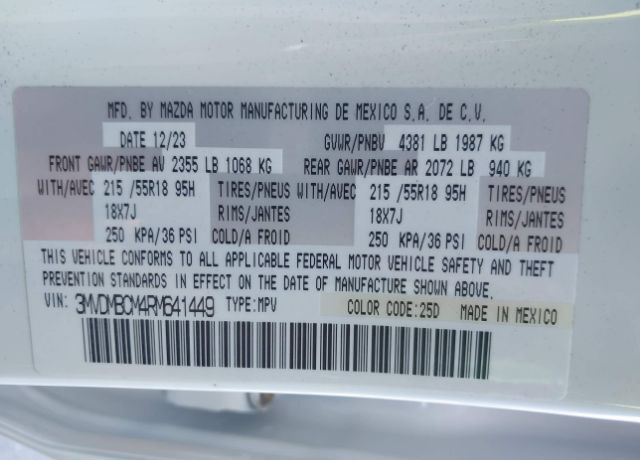 MFD. BY MAZDA MOTOR MANUFACTURING DE MEXICO S.A. DE C.V.
DATE 12/23 GVWR/PNBV 4381 LB 1987 KG
FRONT GAWR/PNBE AV 2355 LB 1068 KG REAR GAWR/PNBE AR 2072 LB 940 KG
WITH/AVEC 215 /55R18 95H TIRES/PNEUS WITH/AVEC 215 /55R18 95H TIRES/PNEUS
18X7J RIMS/JANTES 18X7J RIMS/JANTES
250 KPA/36 PSI COLD/A FROID 250 KPA/36 PSI COLD/A FROID
THIS VEHICLE CONFORMS TO ALL APPLICABLE FEDERAL MOTOR VEHICLE SAFETY AND THEFT
PREVENTION STANDARDS IN EFFECT ON THE DATE OF MANUFACTURE SHOWN ABOVE.
VIN: 3MVDMBCM4RM641449 TYPE:MPV COLOR CODE:25D MADE IN MEXICO